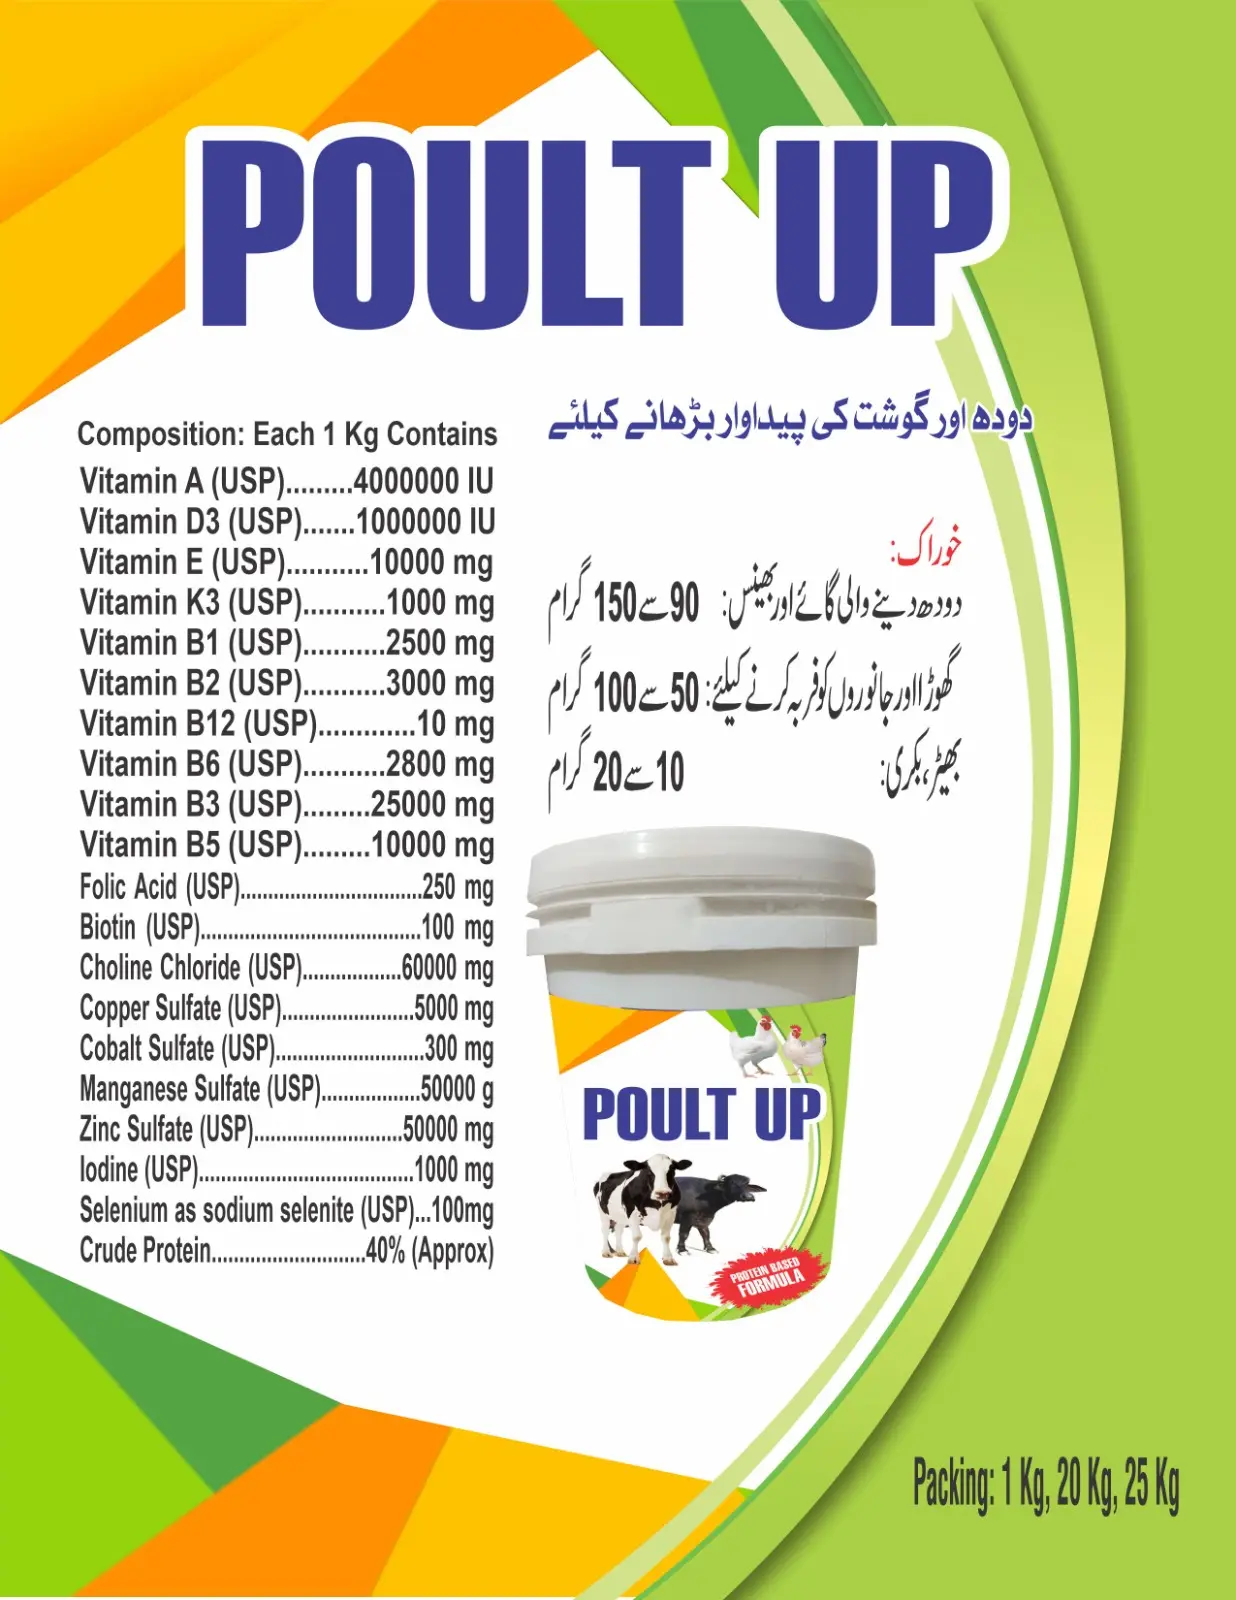 POULT UP
دودھ اور گوشت کی پیداوار بڑھانے کیلئے
Composition: Each 1 Kg Contains
Vitamin A (USP).........4000000 IU
Vitamin D3 (USP).......1000000 IU
Vitamin E (USP)...........10000 mg
Vitamin K3 (USP)...........1000 mg
Vitamin B1 (USP)...........2500 mg
Vitamin B2 (USP)...........3000 mg
Vitamin B12 (USP).............10 mg
Vitamin B6 (USP)...........2800 mg
Vitamin B3 (USP).........25000 mg
Vitamin B5 (USP).........10000 mg
Folic Acid (USP).................................250 mg
Biotin (USP)........................................100 mg
Choline Chloride (USP)..................60000 mg
Copper Sulfate (USP)........................5000 mg
Cobalt Sulfate (USP)...........................300 mg
Manganese Sulfate (USP)..................50000 g
Zinc Sulfate (USP)...........................50000 mg
Iodine (USP).......................................1000 mg
Selenium as sodium selenite (USP)...100mg
Crude Protein............................40% (Approx)
خوراک:
دودھ دینے والی گائے اور بھینس: 90 سے 150 گرام
گھوڑا اور جانوروں کو فربہ کرنے کیلئے: 50 سے 100 گرام
بھیڑ، بکری: 10 سے 20 گرام
POULT UP
PROTEIN BASED
FORMULA
Packing: 1 Kg, 20 Kg, 25 Kg